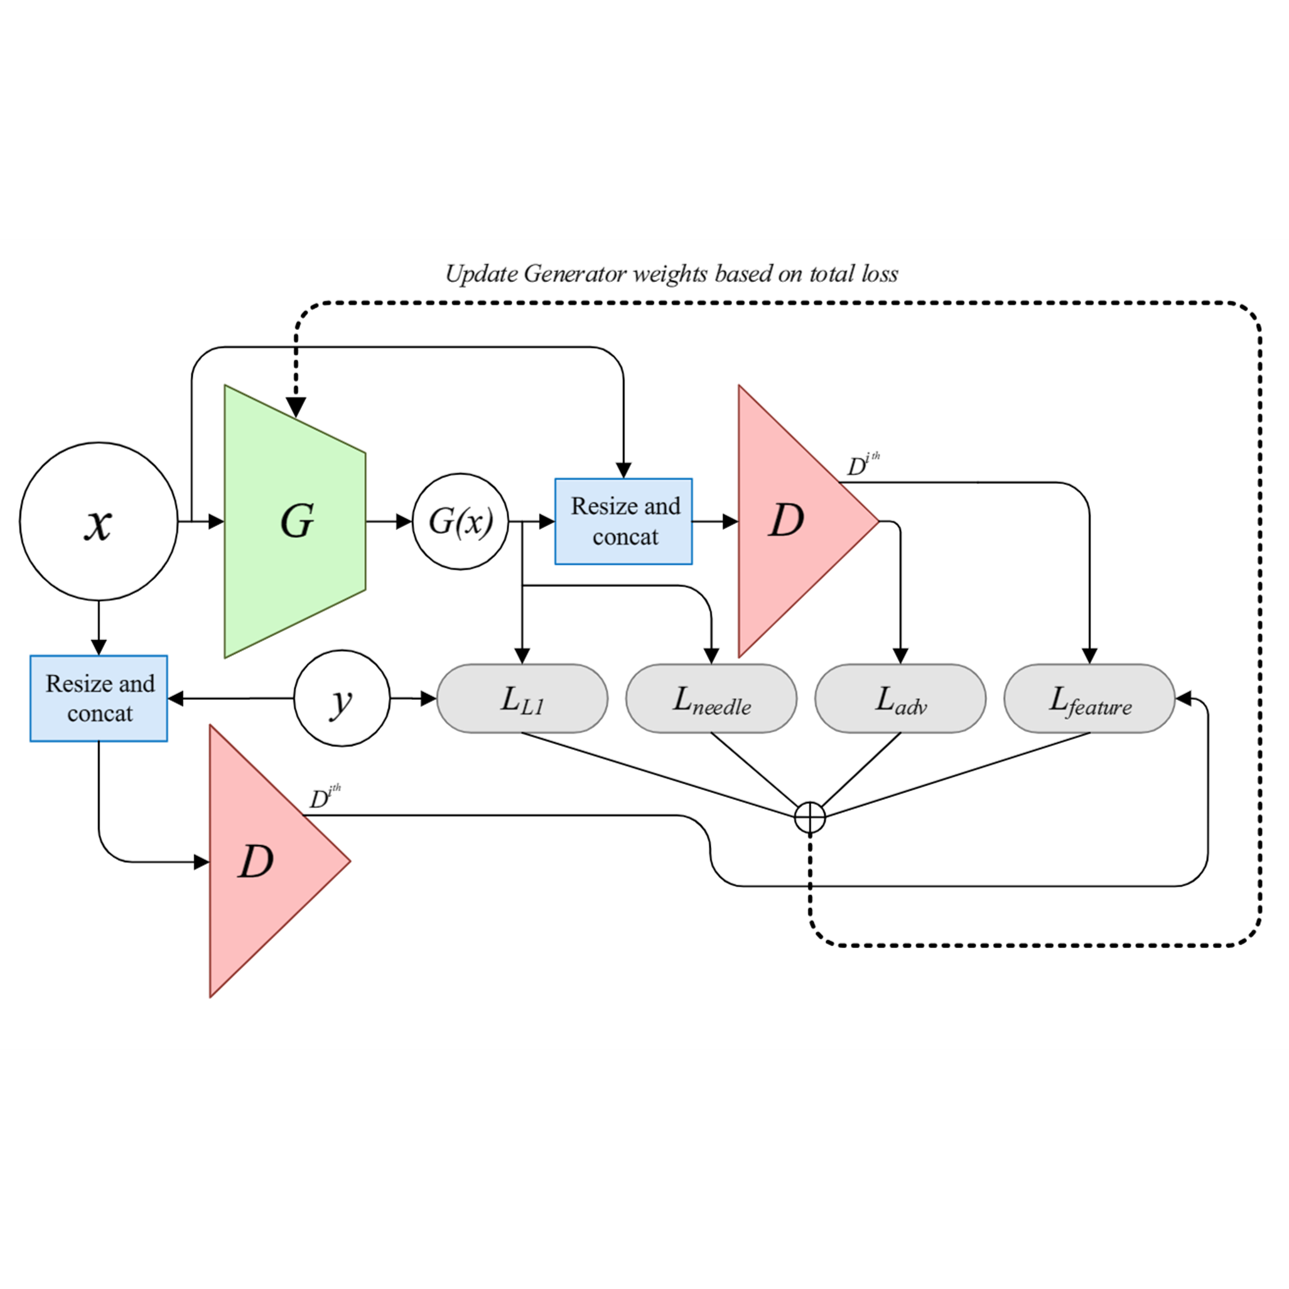 Update Generator weights based on total loss
x
G
G(x)
Resize and
concat
D
D^{i^{th}}
Resize and
concat
y
L_{L1}
L_{needle}
L_{adv}
L_{feature}
D^{i^{th}}
D